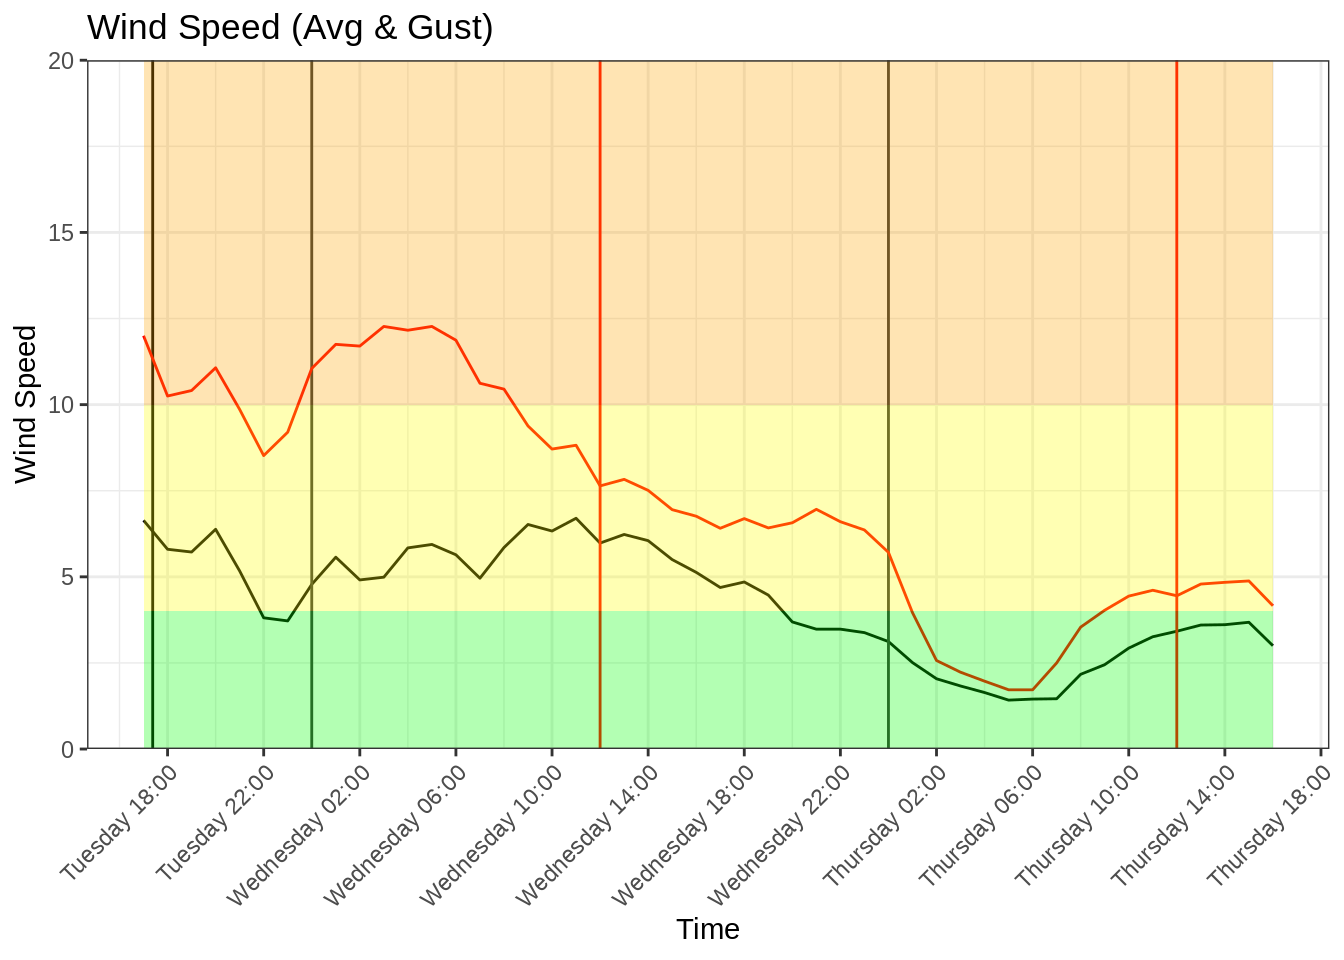 Wind Speed (Avg & Gust)
20
15
10
5
0
Wind Speed
Tuesday 18:00
Tuesday 22:00
Wednesday 02:00
Wednesday 06:00
Wednesday 10:00
Wednesday 14:00
Wednesday 18:00
Wednesday 22:00
Thursday 02:00
Thursday 06:00
Thursday 10:00
Thursday 14:00
Thursday 18:00
Time